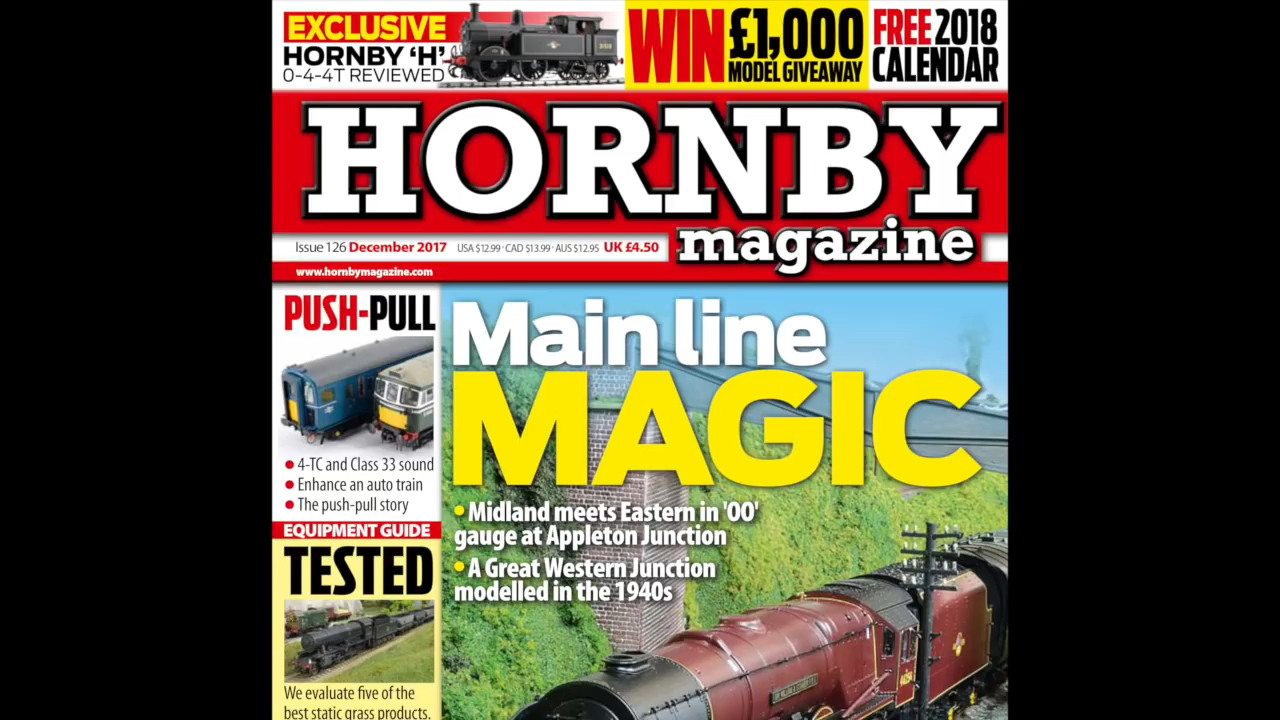 EXCLUSIVE
HORNBY 'H'
0-4-4T REVIEWED
WIN £1,000
MODEL GIVEAWAY
FREE 2018
CALENDAR
HORNBY
magazine
Issue 126 December 2017 USA $12.99 · CAD $13.99 · AUS $12.95 UK £4.50
www.hornbymagazine.com
PUSH-PULL
• 4-TC and Class 33 sound
• Enhance an auto train
• The push-pull story
EQUIPMENT GUIDE
TESTED
We evaluate five of the
best static grass products.
Main line
MAGIC
• Midland meets Eastern in '00'
gauge at Appleton Junction
• A Great Western Junction
modelled in the 1940s